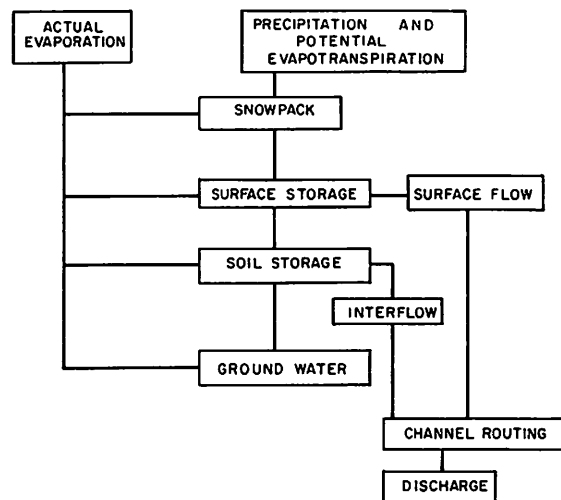 ACTUAL
EVAPORATION
PRECIPITATION AND
POTENTIAL
EVAPOTRANSPIRATION
SNOWPACK
SURFACE STORAGE
SURFACE FLOW
SOIL STORAGE
INTERFLOW
GROUND WATER
CHANNEL ROUTING
DISCHARGE